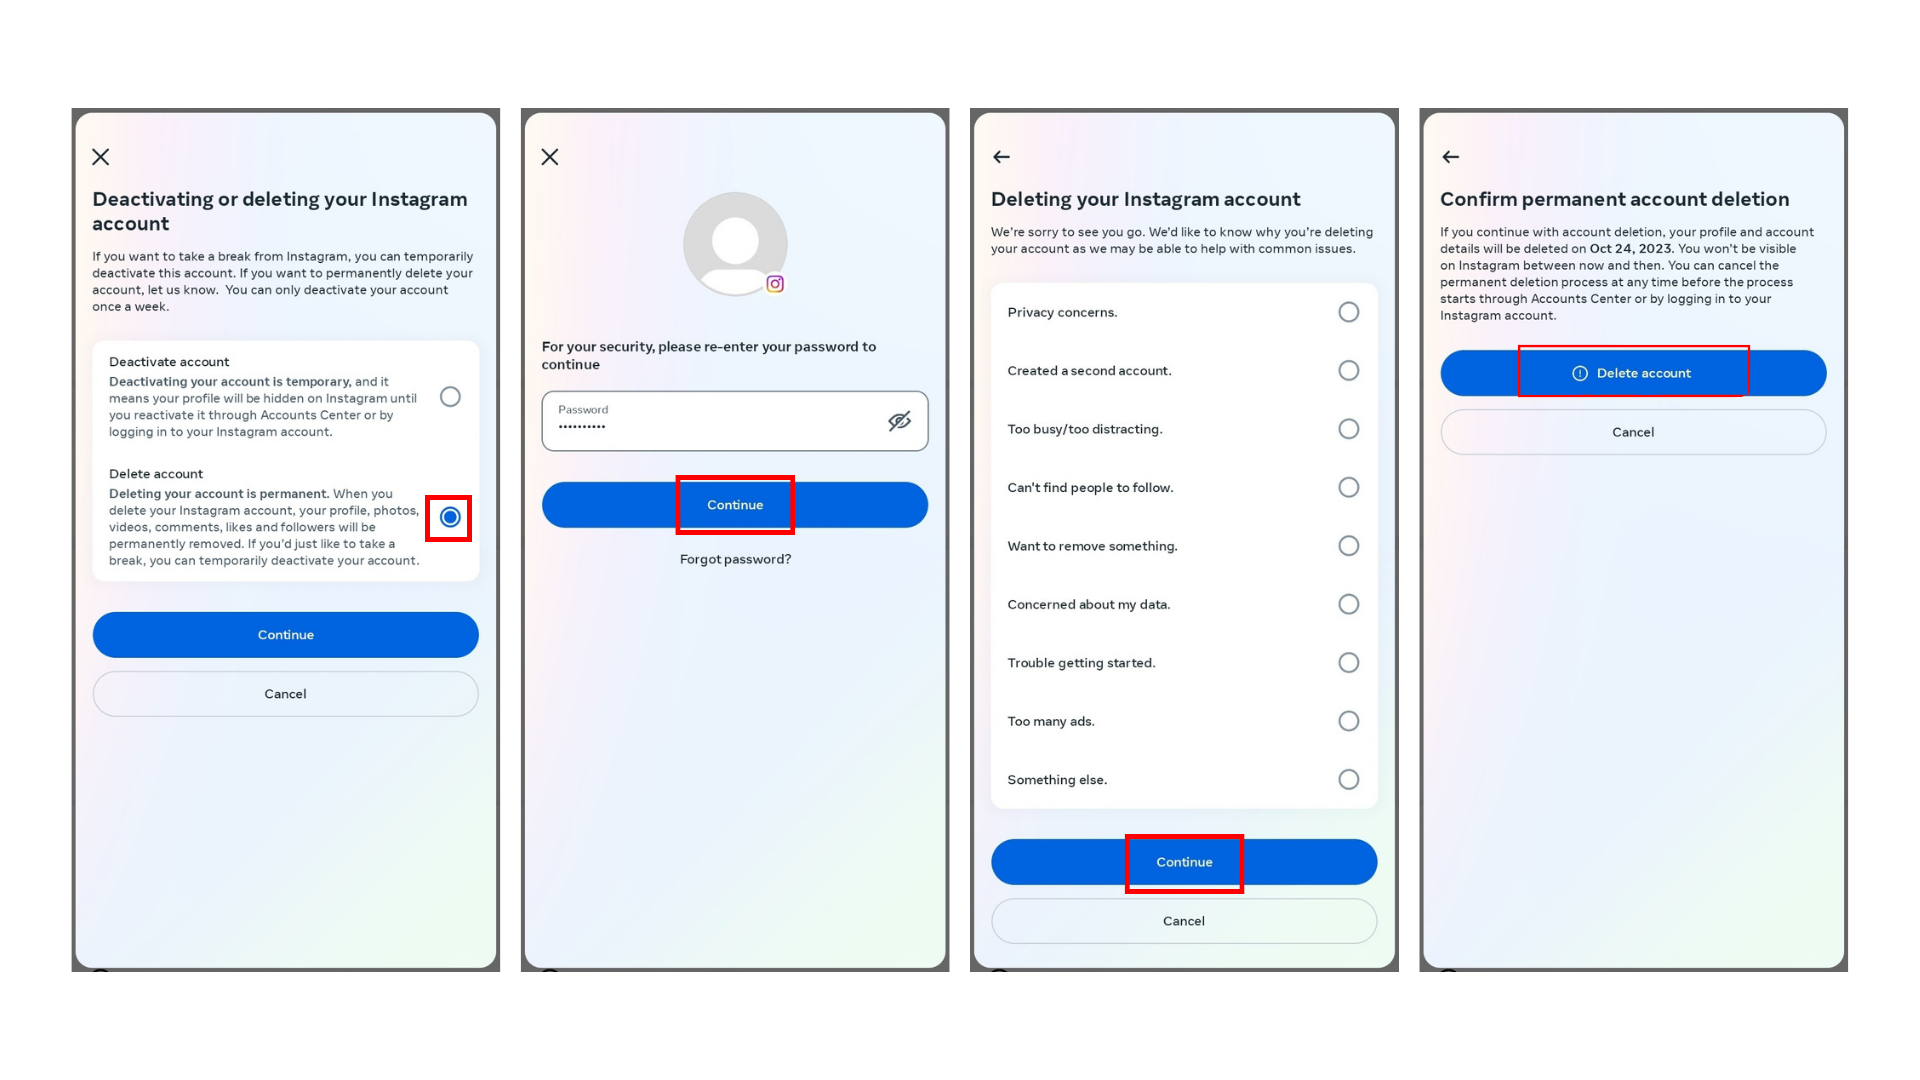 Deactivating or deleting your Instagram
account
If you want to take a break from Instagram, you can temporarily
deactivate this account. If you want to permanently delete your
account, let us know.  You can only deactivate your account
once a week.
Deactivate account
Deactivating your account is temporary, and it
means your profile will be hidden on Instagram until
you reactivate it through Accounts Center or by
logging in to your Instagram account.
Delete account
Deleting your account is permanent. When you
delete your Instagram account, your profile, photos,
videos, comments, likes and followers will be
permanently removed. If you'd just like to take a
break, you can temporarily deactivate your account.
Continue
Cancel
For your security, please re-enter your password to
continue
Password
••••••••••
Continue
Forgot password?
Deleting your Instagram account
We're sorry to see you go. We'd like to know why you're deleting
your account as we may be able to help with common issues.
Privacy concerns.
Created a second account.
Too busy/too distracting.
Can't find people to follow.
Want to remove something.
Concerned about my data.
Trouble getting started.
Too many ads.
Something else.
Continue
Cancel
Confirm permanent account deletion
If you continue with account deletion, your profile and account
details will be deleted on Oct 24, 2023. You won't be visible
on Instagram between now and then. You can cancel the
permanent deletion process at any time before the process
starts through Accounts Center or by logging in to your
Instagram account.
Delete account
Cancel